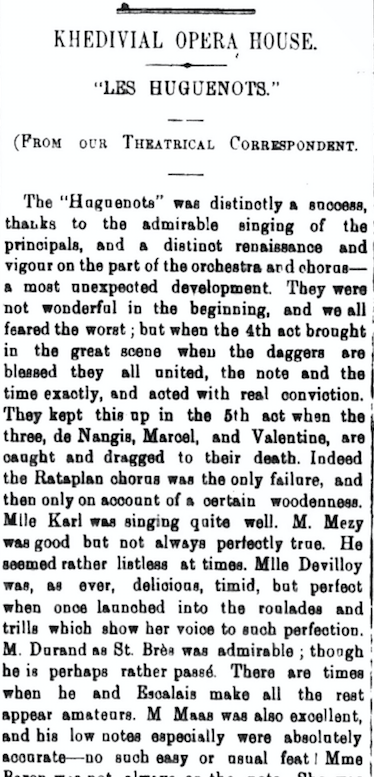 KHEDIVIAL OPERA HOUSE.
"LES HUGUENOTS."
(FROM OUR THEATRICAL CORRESPONDENT.
The "Huguenots" was distinctly a success,
thanks to the admirable singing of the
principals, and a distinct renaissance and
vigour on the part of the orchestra and chorus—
a most unexpected development. They were
not wonderful in the beginning, and we all
feared the worst ; but when the 4th act brought
in the great scene when the daggers are
blessed they all united, the note and the
time exactly, and acted with real conviction.
They kept this up in the 5th act when the
three, de Nangis, Marcel, and Valentine, are
caught and dragged to their death. Indeed
the Rataplan chorus was the only failure, and
then only on account of a certain woodenness.
Mlle Karl was singing quite well. M. Mezy
was good but not always perfectly true. He
seemed rather listless at times. Mlle Devilloy
was, as ever, delicious, timid, but perfect
when once launched into the roulades and
trills which show her voice to such perfection.
M. Durand as St. Brès was admirable ; though
he is perhaps rather passé. There are times
when he and Escalais make all the rest
appear amateurs. M Maas was also excellent,
and his low notes especially were absolutely
accurate—no such easy or usual feat ! Mme
was not always on the note. She was